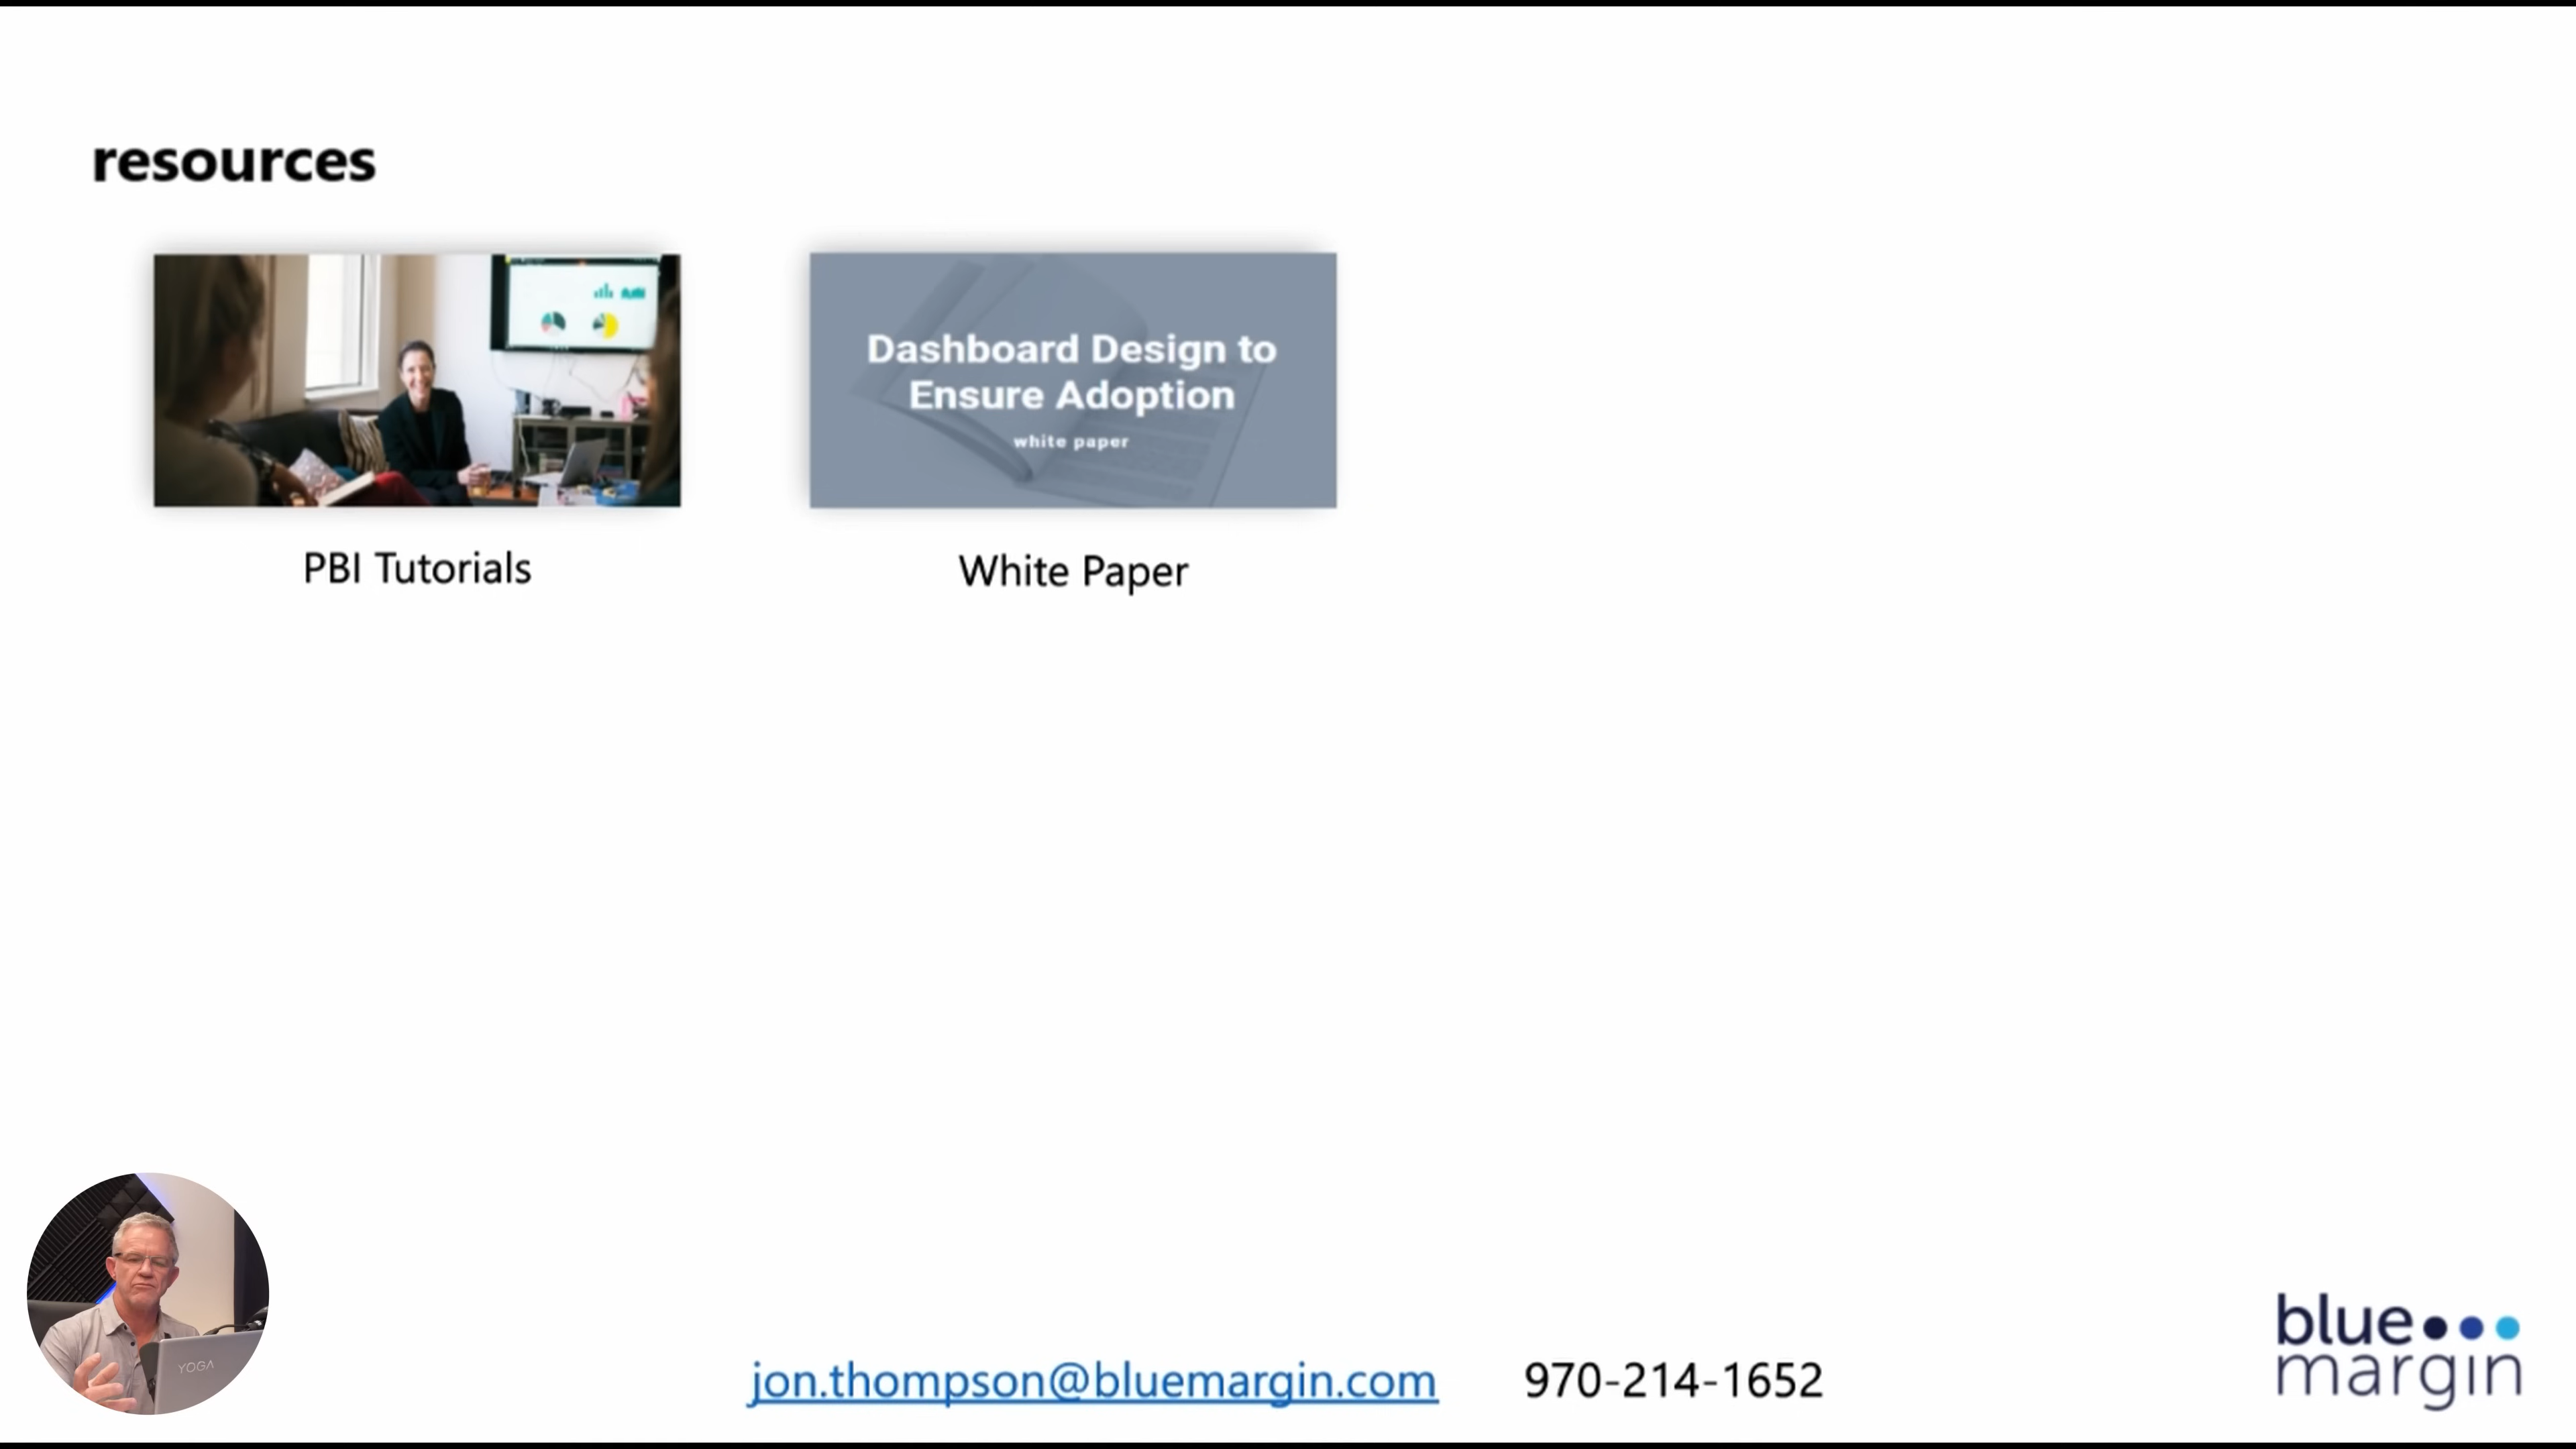 resources
Dashboard Design to
Ensure Adoption
white paper
PBI Tutorials
White Paper
YOGA
jon.thompson@bluemargin.com
970-214-1652
blue
margin